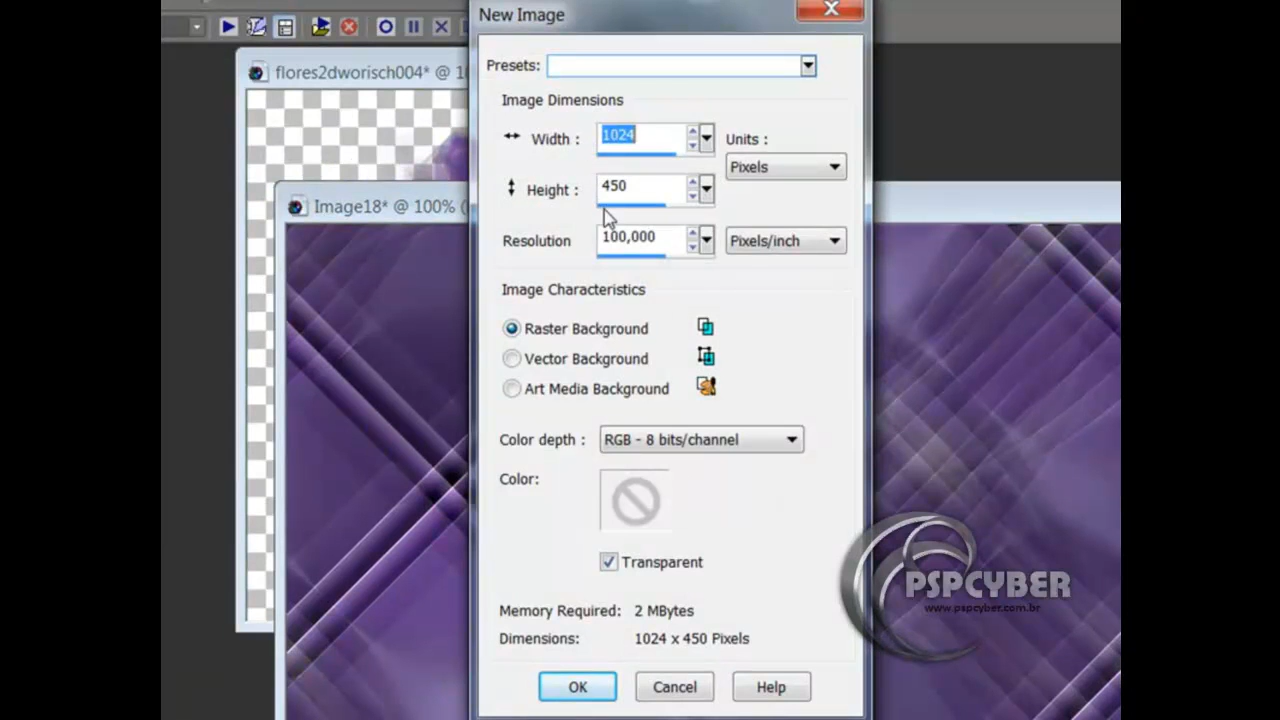 New Image
flores2dworisch004* @ 10
Presets:
Image Dimensions
Width : 1024 Units :
Pixels
Image18* @ 100% (
Height : 450
Resolution 100,000 Pixels/inch
Image Characteristics
Raster Background
Vector Background
Art Media Background
Color depth : RGB - 8 bits/channel
Color:
Transparent
PSPCYBER
www.pspcyber.com.br
Memory Required: 2 MBytes
Dimensions: 1024 x 450 Pixels
OK Cancel Help